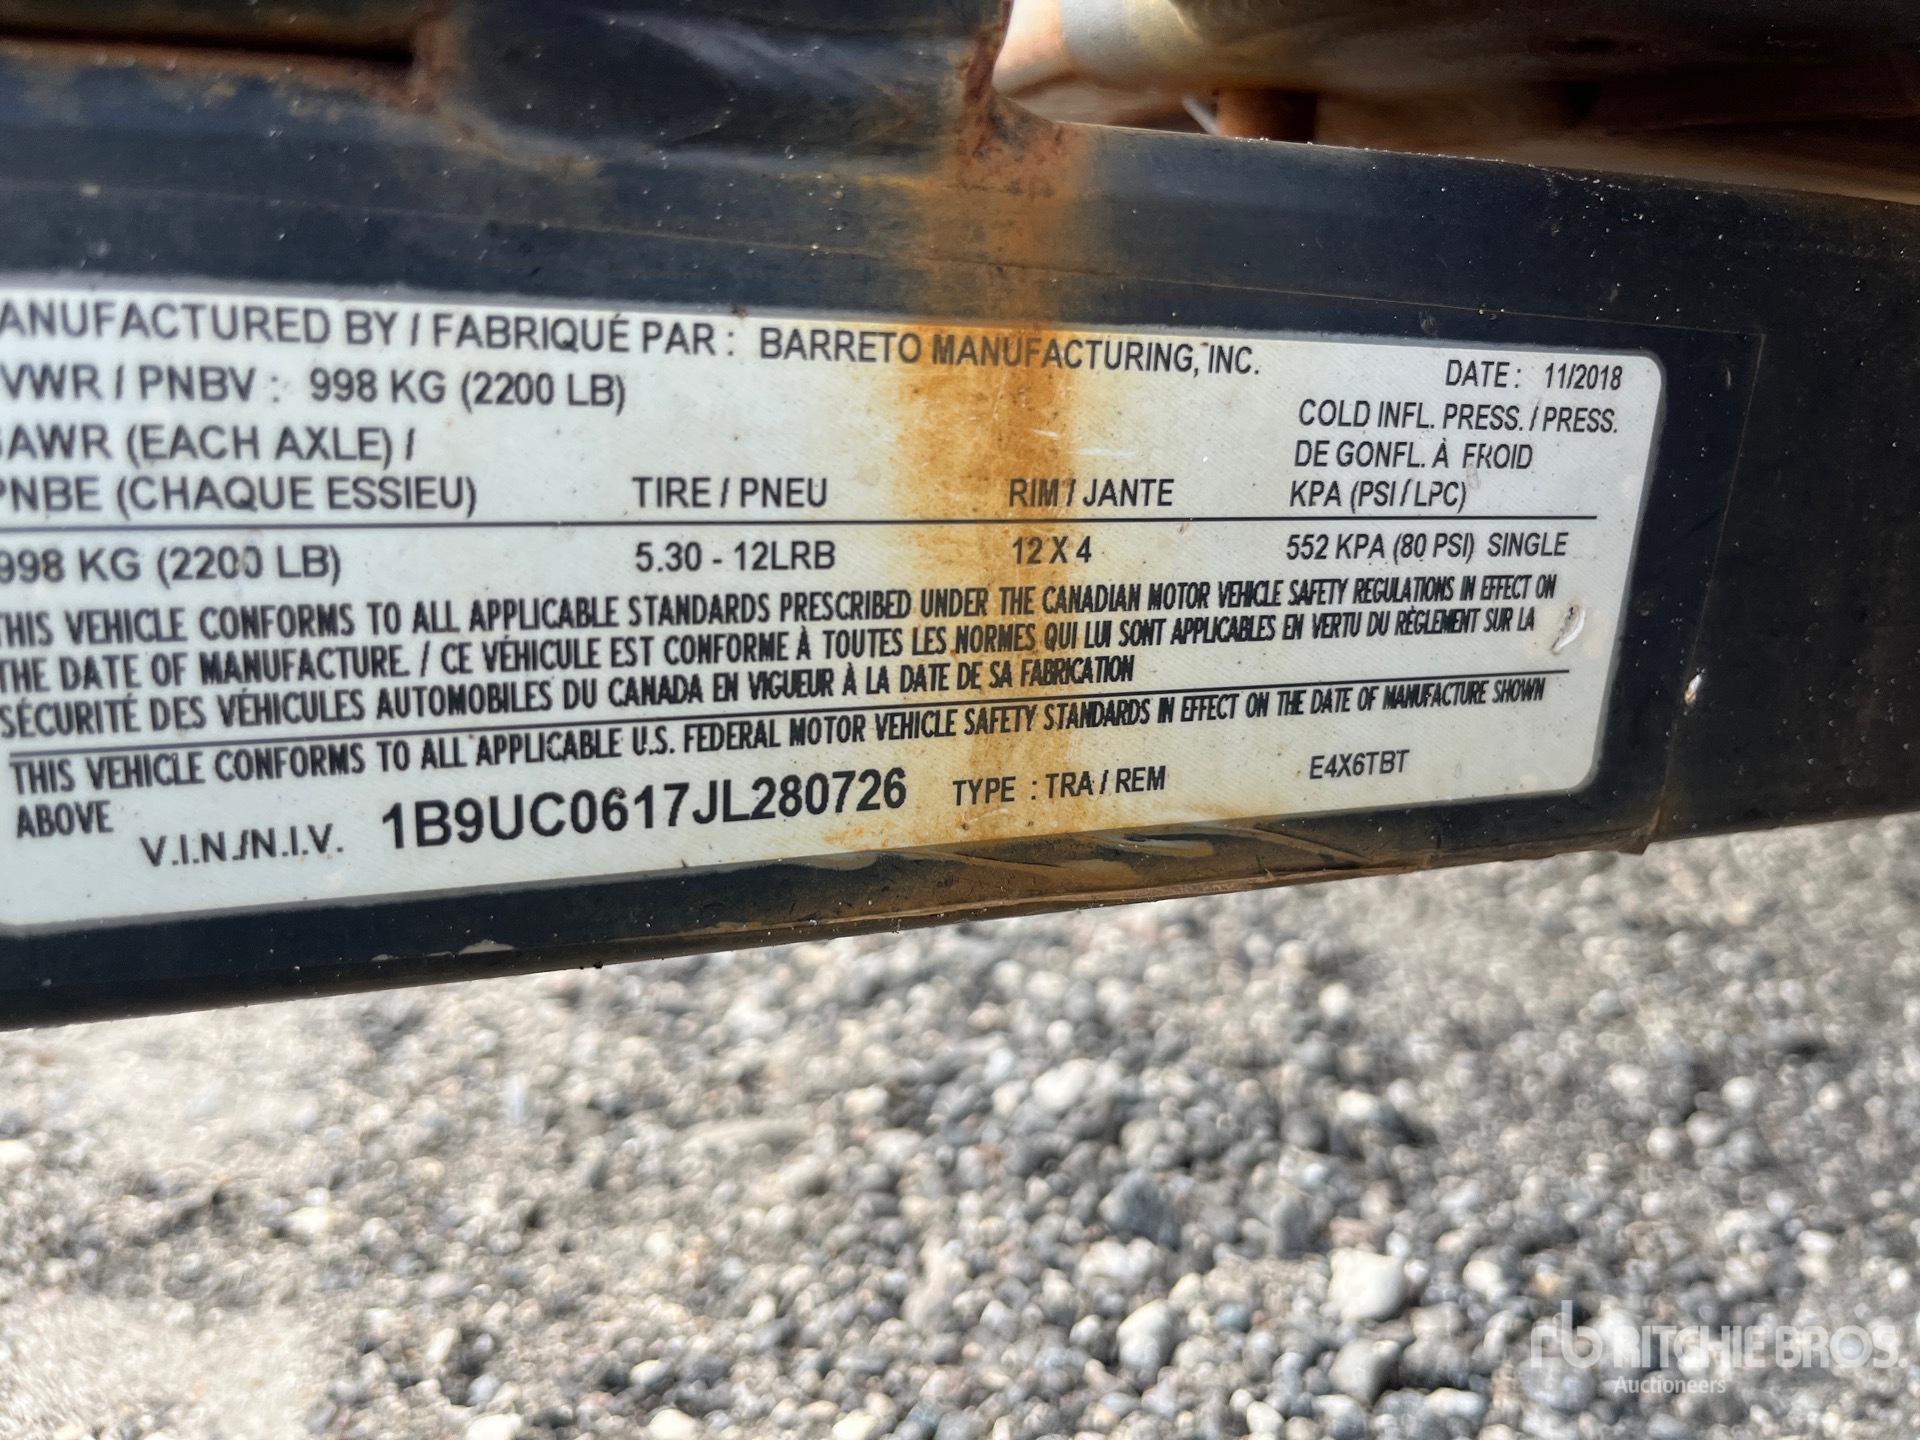 ANUFACTURED BY / FABRIQUÉ PAR : BARRETO MANUFACTURING, INC.
VWR / PNBV : 998 KG (2200 LB)
DATE : 11/2018
AWR (EACH AXLE) /
PNBE (CHAQUE ESSIEU)
TIRE / PNEU
RIM / JANTE
COLD INFL. PRESS. / PRESS.
DE GONFL. À FROID
KPA (PSI / LPC)
998 KG (2200 LB) 5.30 - 12LRB 12 X 4 552 KPA (80 PSI) SINGLE
THIS VEHICLE CONFORMS TO ALL APPLICABLE STANDARDS PRESCRIBED UNDER THE CANADIAN MOTOR VEHICLE SAFETY REGULATIONS IN EFFECT ON
THE DATE OF MANUFACTURE. / CE VÉHICULE EST CONFORME À TOUTES LES NORMES QUI LUI SONT APPLICABLES EN VERTU DU RÈGLEMENT SUR LA
SÉCURITÉ DES VÉHICULES AUTOMOBILES DU CANADA EN VIGUEUR À LA DATE DE SA FABRICATION
THIS VEHICLE CONFORMS TO ALL APPLICABLE U.S. FEDERAL MOTOR VEHICLE SAFETY STANDARDS IN EFFECT ON THE DATE OF MANUFACTURE SHOWN
ABOVE
V.I.N./N.I.V. 1B9UC0617JL280726 TYPE : TRA / REM E4X6TBT
rb RITCHIE BROS.
Auctioneers